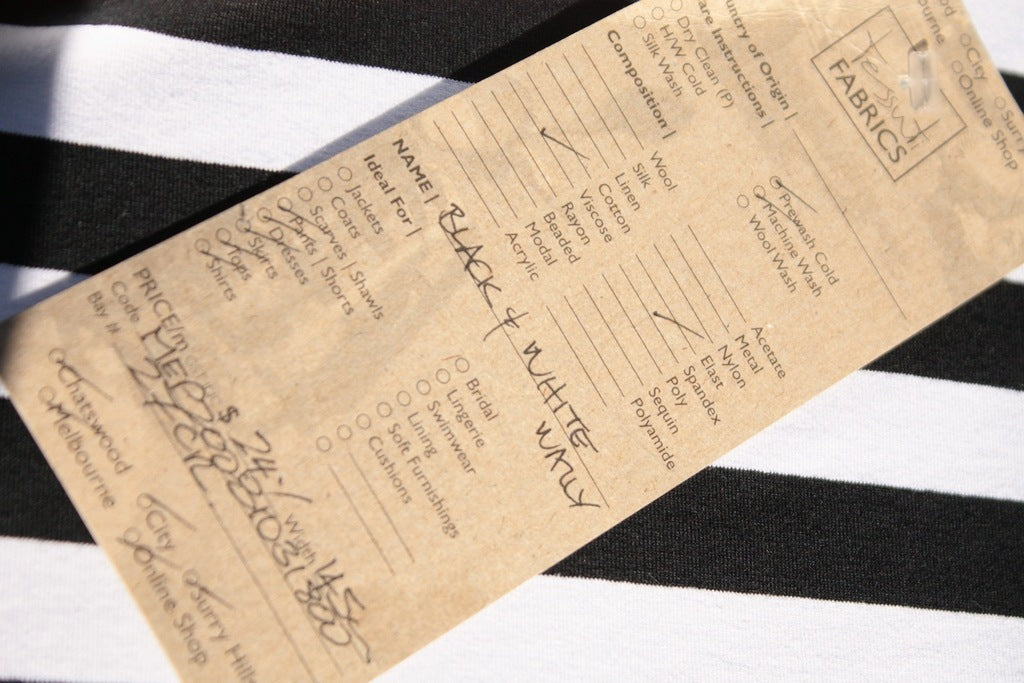 Tessuti
FABRICS
City
Online Shop
Surry
Country of Origin |
Care Instructions |
Dry Clean (P)
H/W Cold
Silk Wash
Prewash Cold
Machine Wash
Wool Wash
Composition |
Wool
Silk
Linen
Cotton
Viscose
Rayon
Beaded
Modal
Acrylic
Acetate
Metal
Nylon
Elast
Spandex
Poly
Sequin
Polyamide
NAME | BLACK & WHITE
WALLY
Ideal For |
Jackets
Coats
Scarves | Shawls
Pants | Shorts
Dresses
Skirts
Tops
Shirts
Bridal
Lingerie
Swimwear
Lining
Soft Furnishings
Cushions
PRICE/m $ 24.- Width 145
Code
Bay #
Chatswood
Melbourne
City
Online Shop
Surry Hills